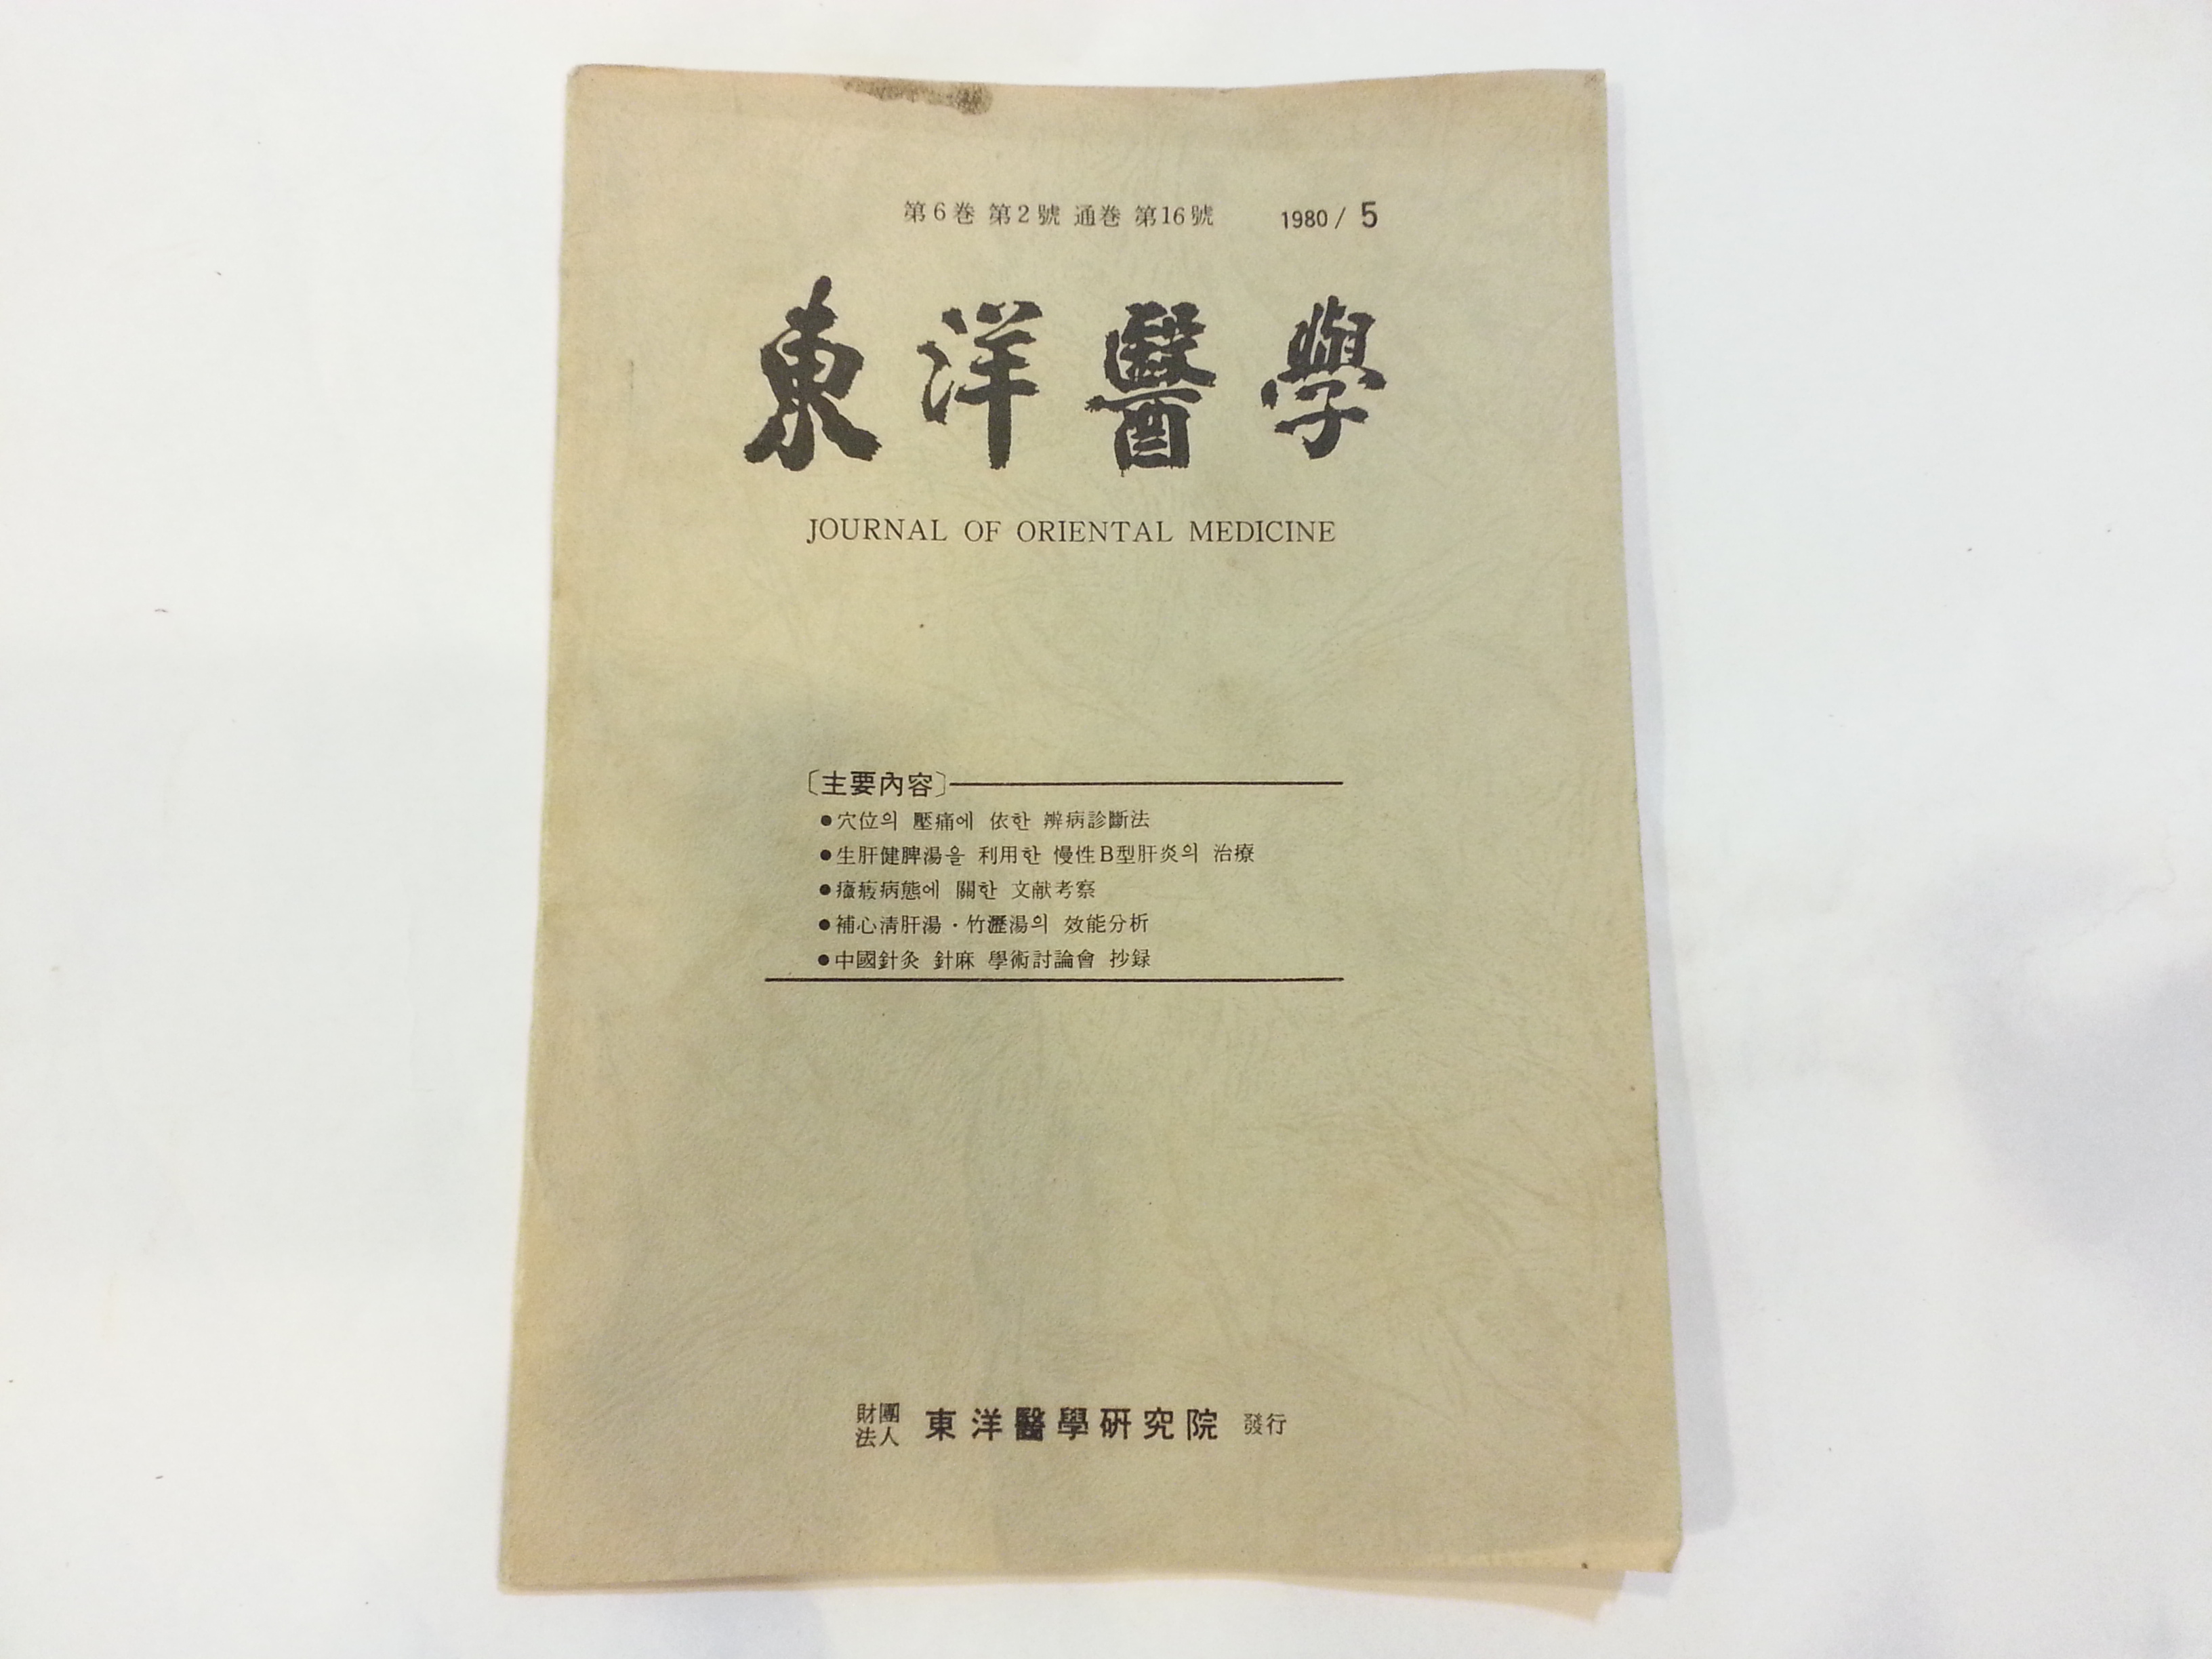 第6巻 第2號 通巻 第16號 1980 / 5
東洋醫學
JOURNAL OF ORIENTAL MEDICINE
〔主要內容〕
●穴位의 壓痛에 依한 辨病診斷法
●生肝健脾湯을 利用한 慢性B型肝炎의 治療
●病態에 關한 文献考察
●補心淸肝湯・竹瀝湯의 效能分析
●中國針灸 針麻 學術討論會 抄録
財團
法人 東洋醫學硏究院 發行